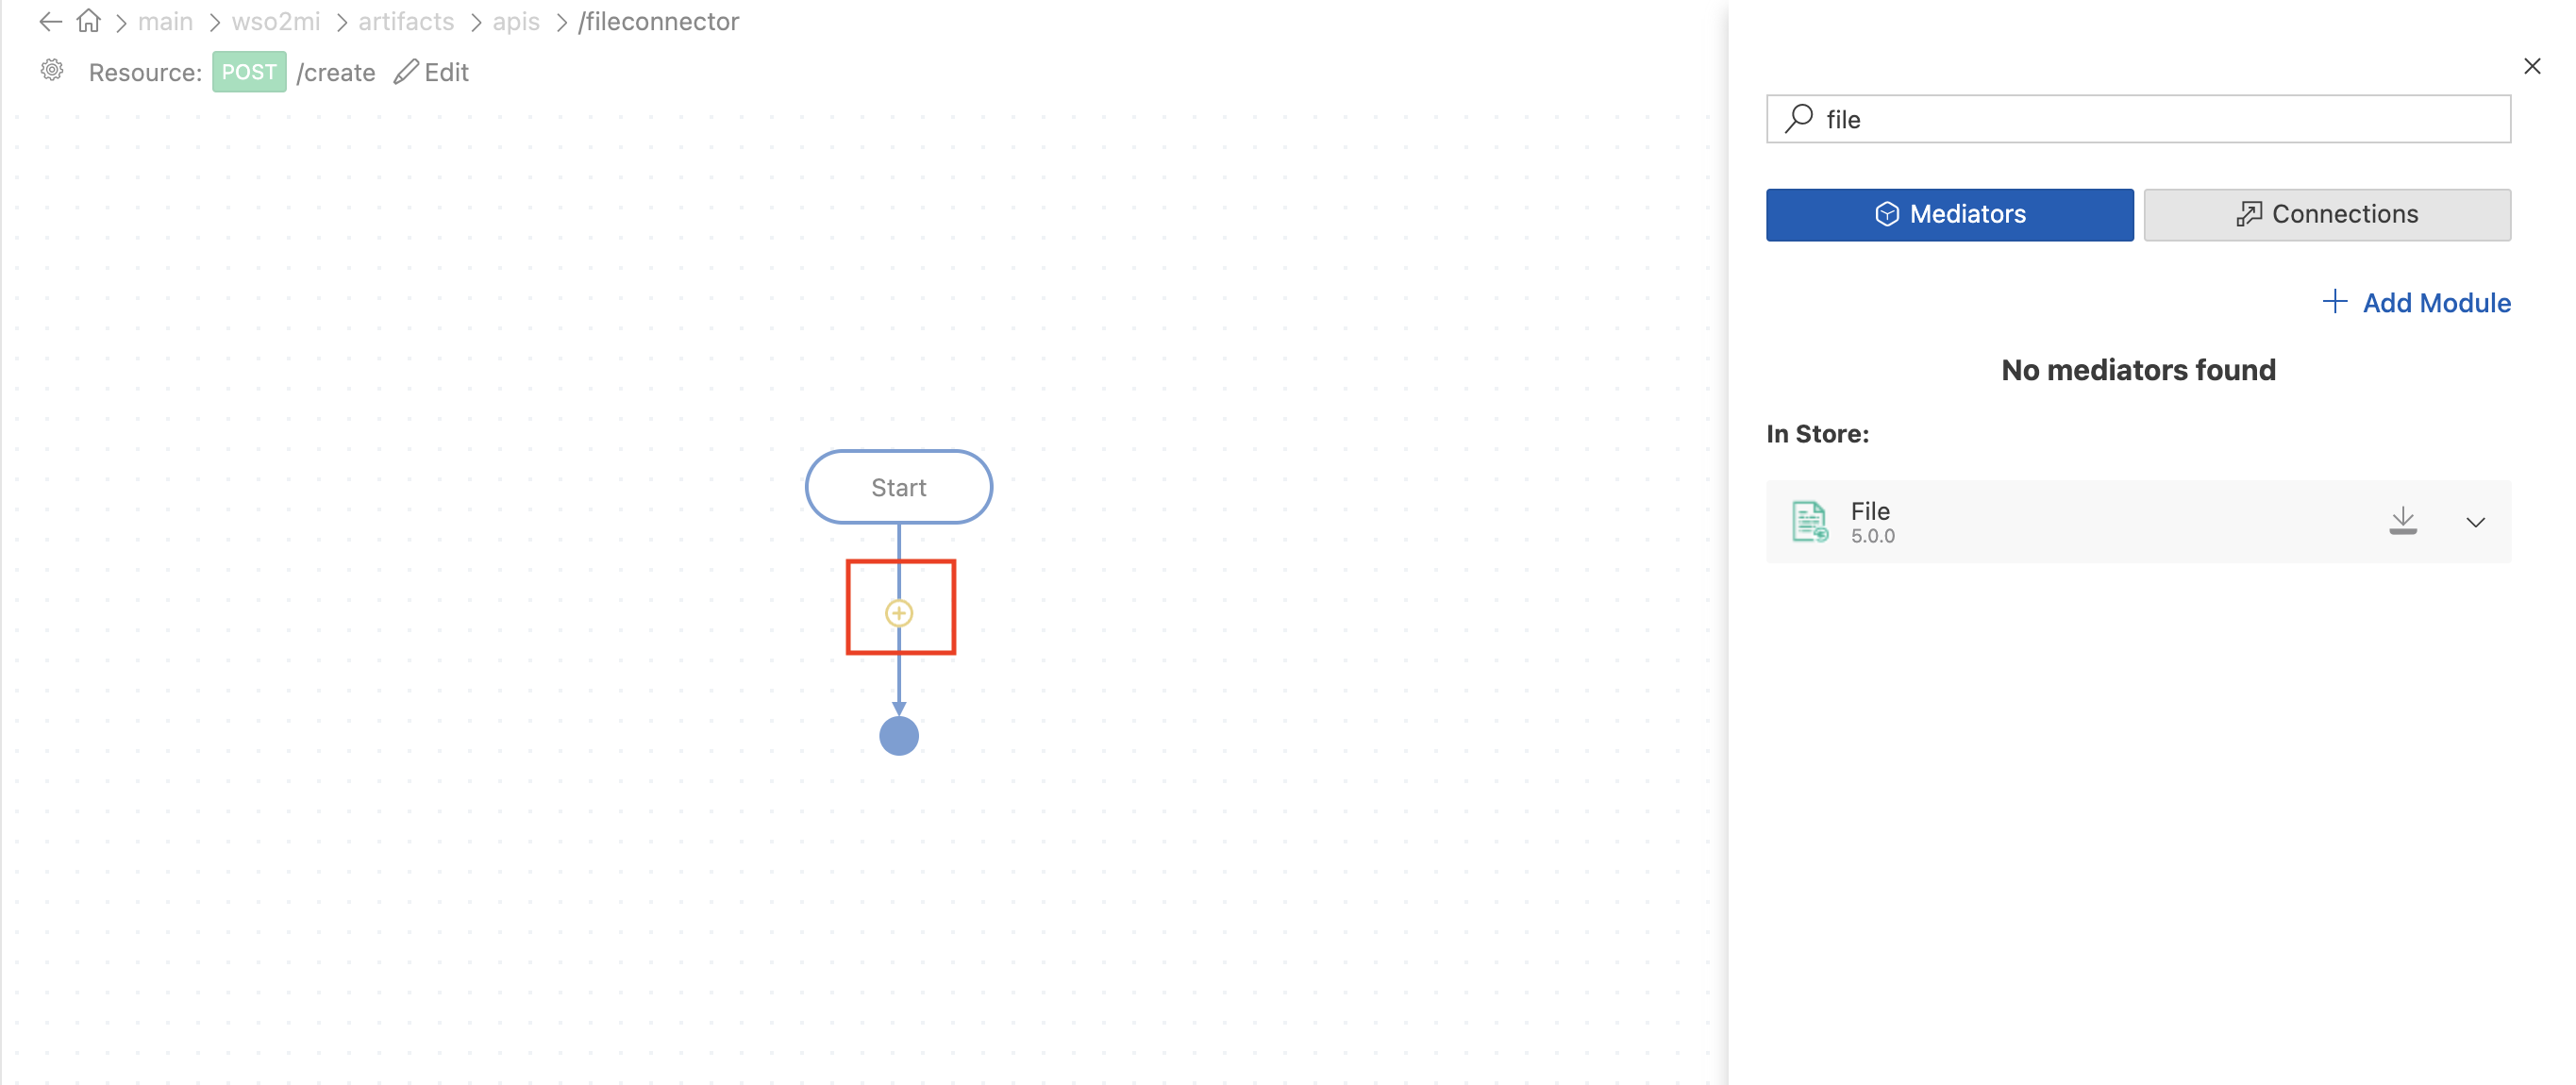 main > wso2mi > artifacts > apis > /fileconnector
Resource: POST /create Edit
Start
file
Mediators
Connections
+ Add Module
No mediators found
In Store:
File
5.0.0